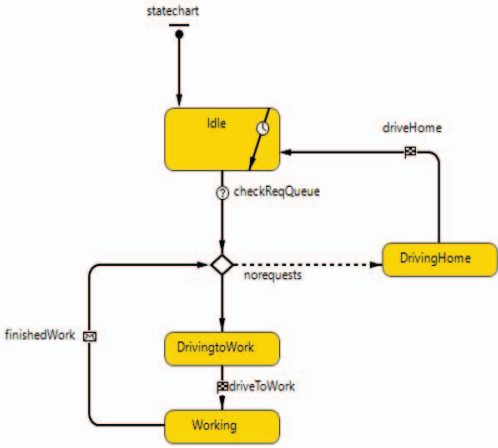 statechart
Idle
driveHome
checkReqQueue
DrivingHome
norequests
finishedWork
DrivingtoWork
driveToWork
Working